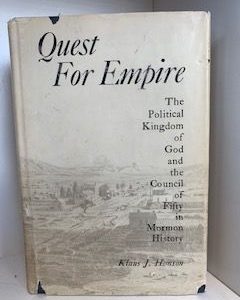 Quest
For Empire
The
Political
Kingdom
of
God
and
the
Council
of
Fifty
in
Mormon
History
Klaus J. Hansen